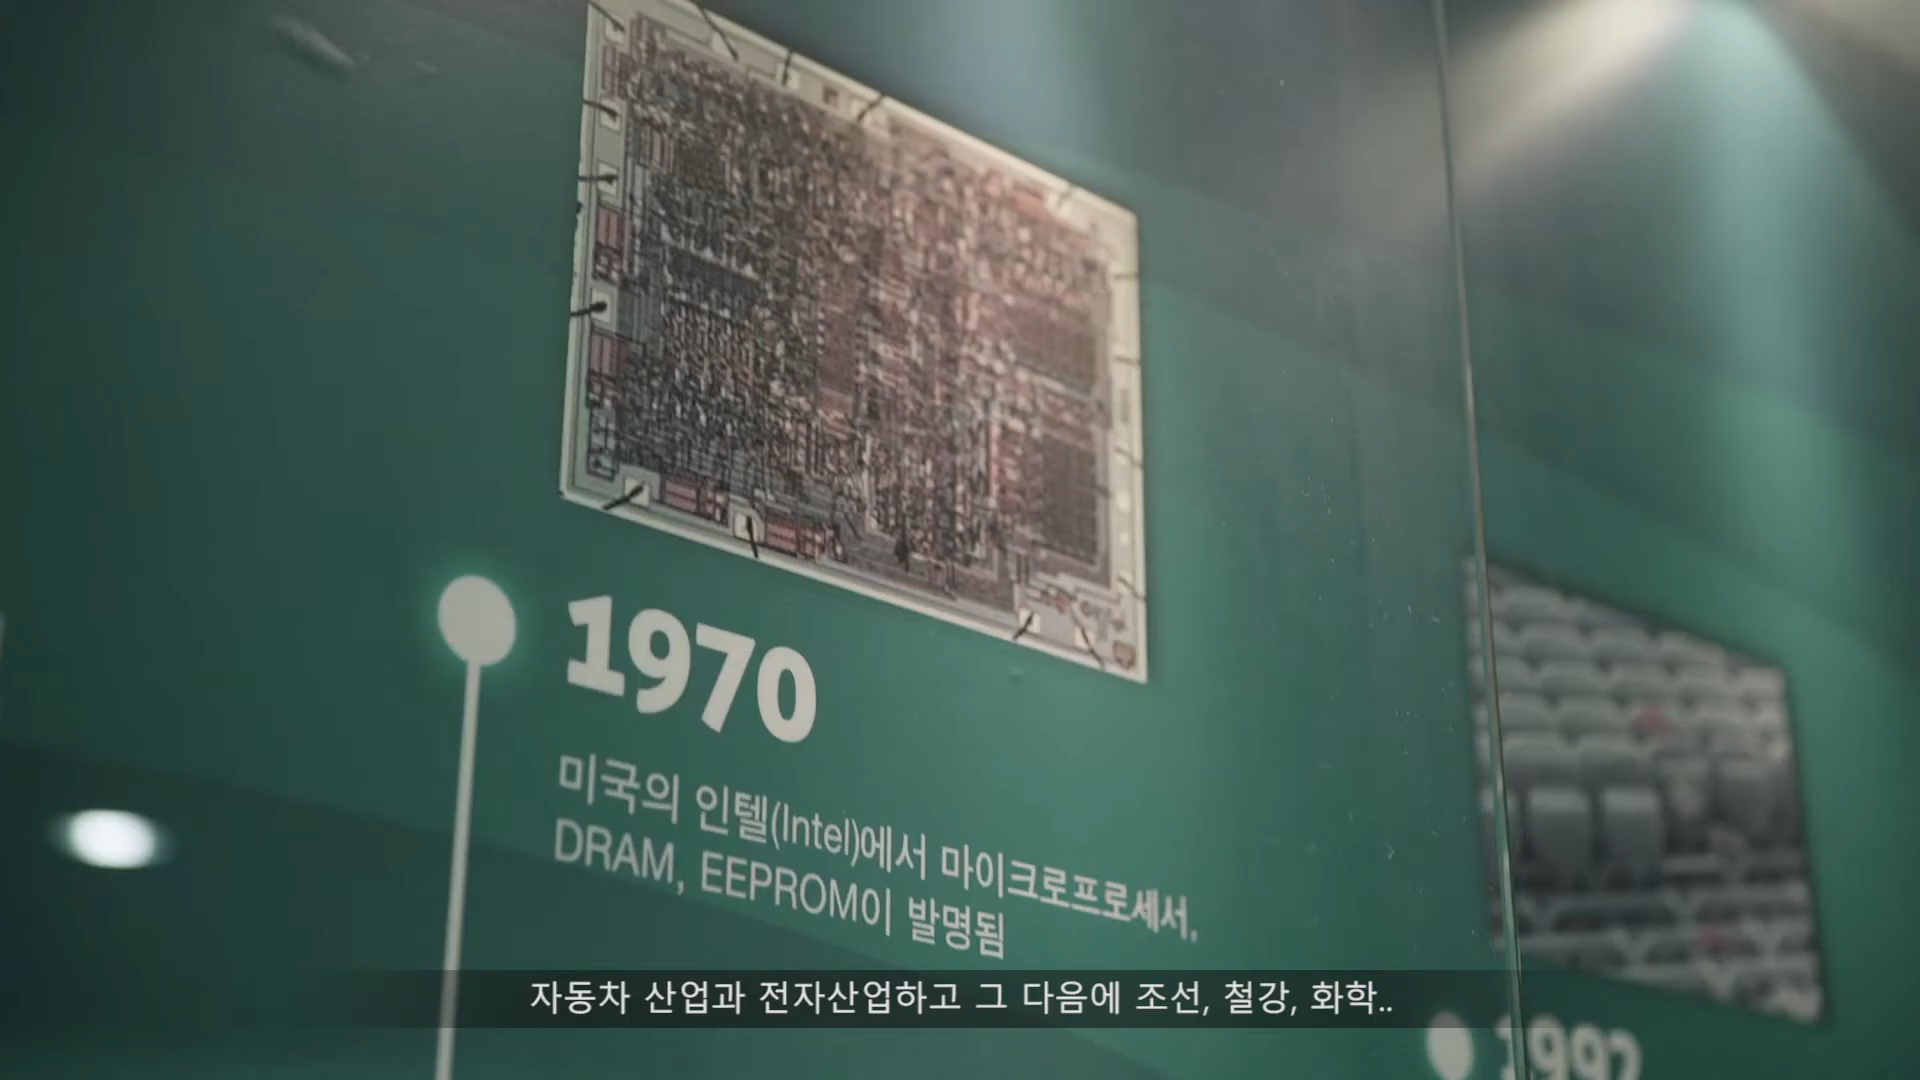 1970
미국의 인텔(Intel)에서 마이크로프로세서,
DRAM, EEPROM이 발명됨
1992
자동차 산업과 전자산업하고 그 다음에 조선, 철강, 화학..